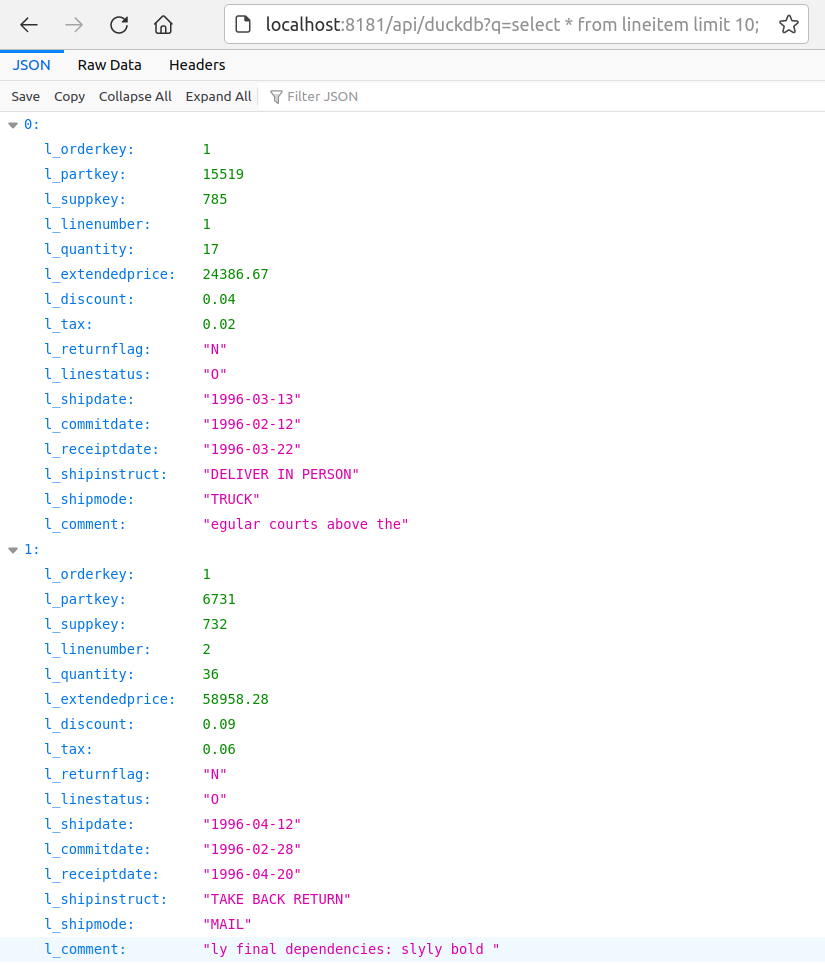 localhost:8181/api/duckdb?q=select * from lineitem limit 10;
JSON Raw Data Headers
Save Copy Collapse All Expand All Filter JSON
0:
l_orderkey: 1
l_partkey: 15519
l_suppkey: 785
l_linenumber: 1
l_quantity: 17
l_extendedprice: 24386.67
l_discount: 0.04
l_tax: 0.02
l_returnflag: "N"
l_linestatus: "O"
l_shipdate: "1996-03-13"
l_commitdate: "1996-02-12"
l_receiptdate: "1996-03-22"
l_shipinstruct: "DELIVER IN PERSON"
l_shipmode: "TRUCK"
l_comment: "egular courts above the"
1:
l_orderkey: 1
l_partkey: 6731
l_suppkey: 732
l_linenumber: 2
l_quantity: 36
l_extendedprice: 58958.28
l_discount: 0.09
l_tax: 0.06
l_returnflag: "N"
l_linestatus: "O"
l_shipdate: "1996-04-12"
l_commitdate: "1996-02-28"
l_receiptdate: "1996-04-20"
l_shipinstruct: "TAKE BACK RETURN"
l_shipmode: "MAIL"
l_comment: "ly final dependencies: slyly bold "